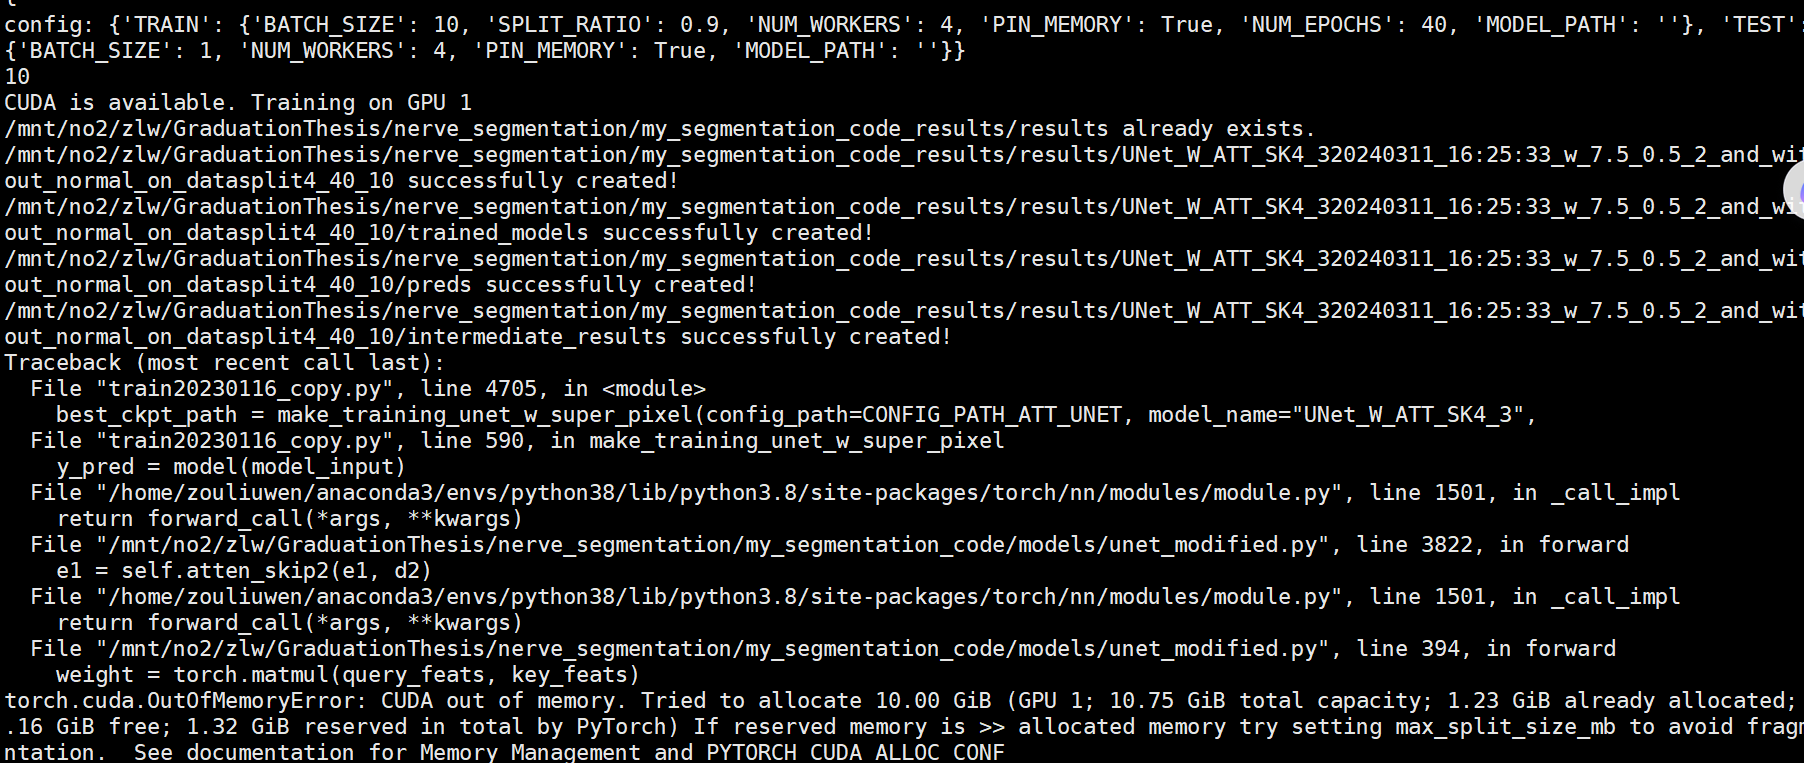 config: {'TRAIN': {'BATCH_SIZE': 10, 'SPLIT_RATIO': 0.9, 'NUM_WORKERS': 4, 'PIN_MEMORY': True, 'NUM_EPOCHS': 40, 'MODEL_PATH': ''}, 'TEST':
{'BATCH_SIZE': 1, 'NUM_WORKERS': 4, 'PIN_MEMORY': True, 'MODEL_PATH': ''}}
10
CUDA is available. Training on GPU 1
/mnt/no2/zlw/GraduationThesis/nerve_segmentation/my_segmentation_code_results/results already exists.
/mnt/no2/zlw/GraduationThesis/nerve_segmentation/my_segmentation_code_results/results/UNet_W_ATT_SK4_320240311_16:25:33_w_7.5_0.5_2_and_wit
out_normal_on_datasplit4_40_10 successfully created!
/mnt/no2/zlw/GraduationThesis/nerve_segmentation/my_segmentation_code_results/results/UNet_W_ATT_SK4_320240311_16:25:33_w_7.5_0.5_2_and_wit
out_normal_on_datasplit4_40_10/trained_models successfully created!
/mnt/no2/zlw/GraduationThesis/nerve_segmentation/my_segmentation_code_results/results/UNet_W_ATT_SK4_320240311_16:25:33_w_7.5_0.5_2_and_wit
out_normal_on_datasplit4_40_10/preds successfully created!
/mnt/no2/zlw/GraduationThesis/nerve_segmentation/my_segmentation_code_results/results/UNet_W_ATT_SK4_320240311_16:25:33_w_7.5_0.5_2_and_wit
out_normal_on_datasplit4_40_10/intermediate_results successfully created!
Traceback (most recent call last):
  File "train20230116_copy.py", line 4705, in <module>
    best_ckpt_path = make_training_unet_w_super_pixel(config_path=CONFIG_PATH_ATT_UNET, model_name="UNet_W_ATT_SK4_3",
  File "train20230116_copy.py", line 590, in make_training_unet_w_super_pixel
    y_pred = model(model_input)
  File "/home/zouliuwen/anaconda3/envs/python38/lib/python3.8/site-packages/torch/nn/modules/module.py", line 1501, in _call_impl
    return forward_call(*args, **kwargs)
  File "/mnt/no2/zlw/GraduationThesis/nerve_segmentation/my_segmentation_code/models/unet_modified.py", line 3822, in forward
    e1 = self.atten_skip2(e1, d2)
  File "/home/zouliuwen/anaconda3/envs/python38/lib/python3.8/site-packages/torch/nn/modules/module.py", line 1501, in _call_impl
    return forward_call(*args, **kwargs)
  File "/mnt/no2/zlw/GraduationThesis/nerve_segmentation/my_segmentation_code/models/unet_modified.py", line 394, in forward
    weight = torch.matmul(query_feats, key_feats)
torch.cuda.OutOfMemoryError: CUDA out of memory. Tried to allocate 10.00 GiB (GPU 1; 10.75 GiB total capacity; 1.23 GiB already allocated;
.16 GiB free; 1.32 GiB reserved in total by PyTorch) If reserved memory is >> allocated memory try setting max_split_size_mb to avoid fragm
ntation.  See documentation for Memory Management and PYTORCH_CUDA_ALLOC_CONF